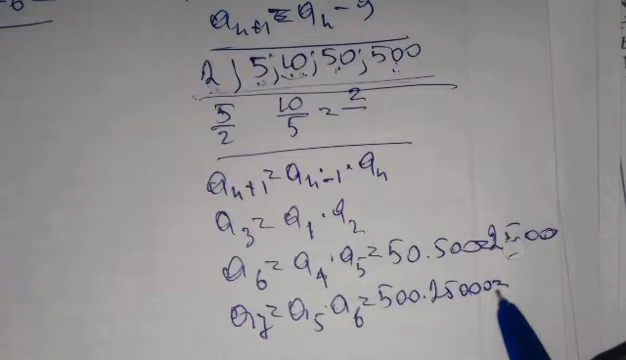 aₙ₊₁ = aₙ - 9
2; 5; 10; 50; 500
5/2 10/5 = 2
aₙ₊₁ = aₙ₋₁ · aₙ
a₃ = a₁ · a₂
a₆ = a₄ · a₅ = 50 . 500 = 2500
a₇ = a₅ · a₆ = 500 . 25000 =